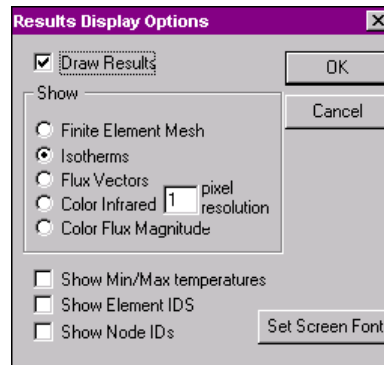 Results Display Options
Draw Results
OK
Cancel
Show
Finite Element Mesh
Isotherms
Flux Vectors
Color Infrared 1 pixel resolution
Color Flux Magnitude
Show Min/Max temperatures
Show Element IDS
Show Node IDs
Set Screen Font